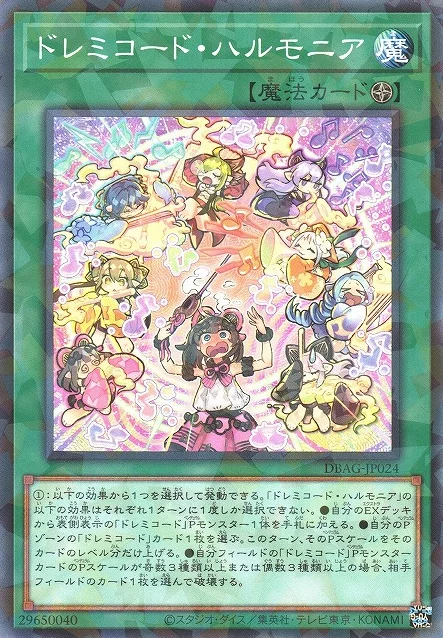 ドレミコード・ハルモニア
魔
【魔法カード】
DBAG-JP024
①：以下の効果から1つを選択して発動できる。「ドレミコード・ハルモニア」の
以下の効果はそれぞれ1ターンに1度しか選択できない。●自分のEXデッキ
から表側表示の「ドレミコード」Pモンスター1体を手札に加える。●自分のP
ゾーンの「ドレミコード」カード1枚を選ぶ。このターン、そのPスケールをその
カードのレベル分だけ上げる。●自分フィールドの「ドレミコード」Pモンスター
カードのPスケールが奇数3種類以上または偶数3種類以上の場合、相手
フィールドのカード1枚を選んで破壊する。
29650040
©スタジオ・ダイス／集英社・テレビ東京・KONAMI